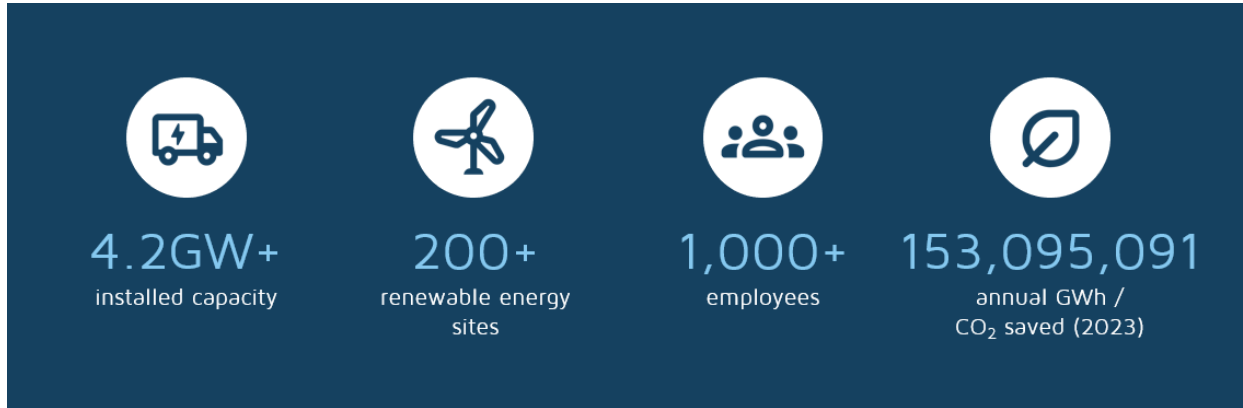 4.2GW+
installed capacity
200+
renewable energy
sites
1,000+
employees
153,095,091
annual GWh /
CO₂ saved (2023)